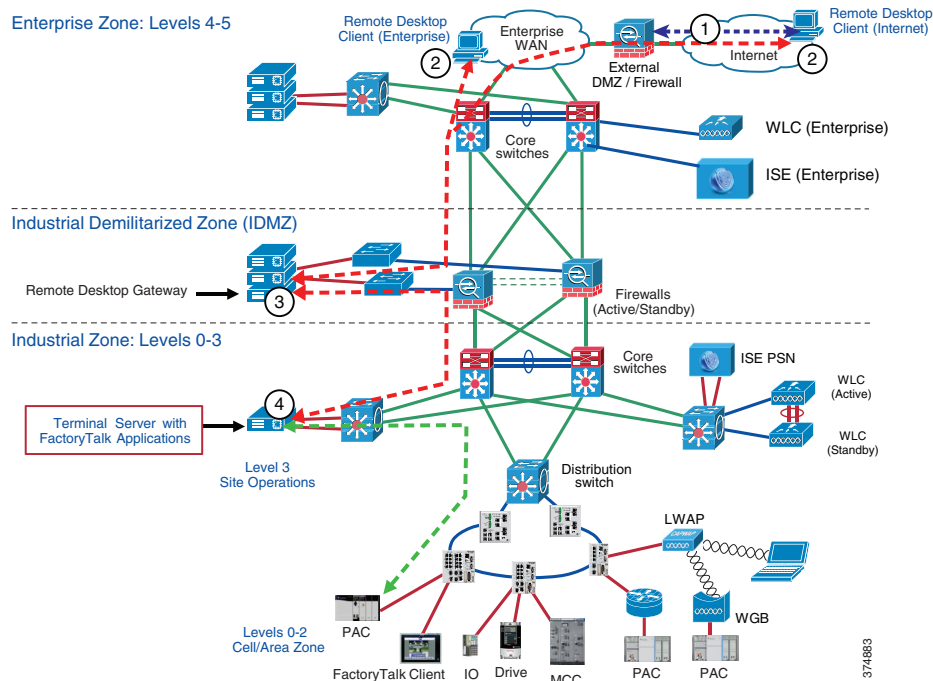 Enterprise Zone: Levels 4-5
Remote Desktop
Client (Enterprise)
2
Enterprise
WAN
External
DMZ / Firewall
1
Internet
Remote Desktop
Client (Internet)
2
Core
switches
WLC (Enterprise)
ISE (Enterprise)
Industrial Demilitarized Zone (IDMZ)
Remote Desktop Gateway
3
Firewalls
(Active/Standby)
Industrial Zone: Levels 0-3
Core
switches
ISE PSN
WLC
(Active)
WLC
(Standby)
4
Terminal Server with
FactoryTalk Applications
Level 3
Site Operations
Distribution
switch
LWAP
CAPWAP
WGB
PAC
Levels 0-2
Cell/Area Zone
FactoryTalk Client
IO
Drive
MCC
PAC
PAC
374883